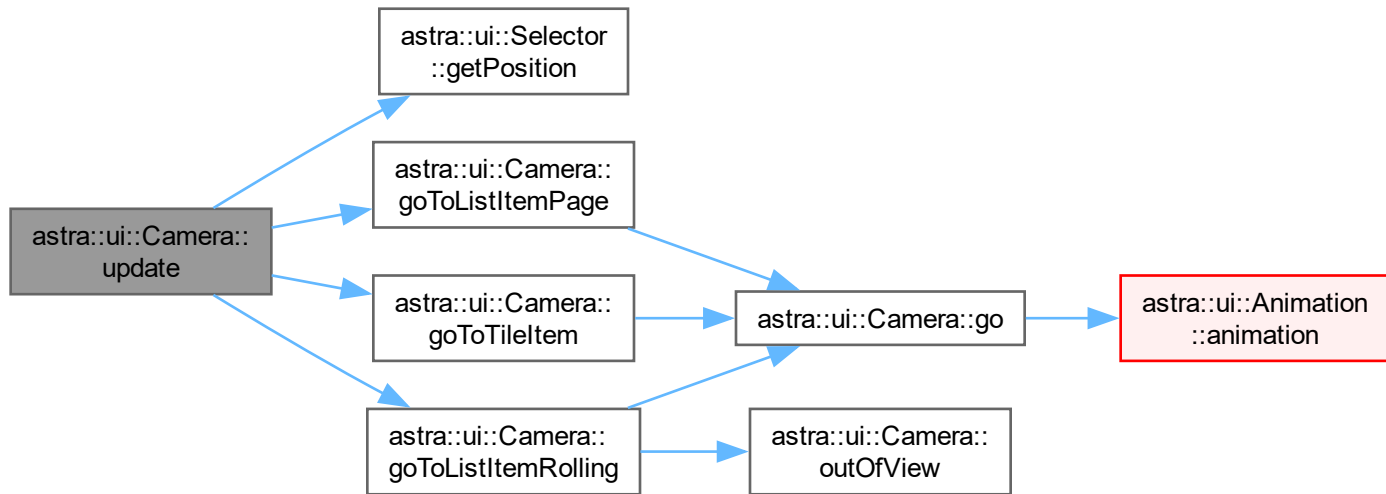 astra::ui::Selector
::getPosition
astra::ui::Camera::
goToListItemPage
astra::ui::Camera::
update
astra::ui::Camera::
goToTileItem
astra::ui::Camera::go
astra::ui::Animation
::animation
astra::ui::Camera::
goToListItemRolling
astra::ui::Camera::
outOfView